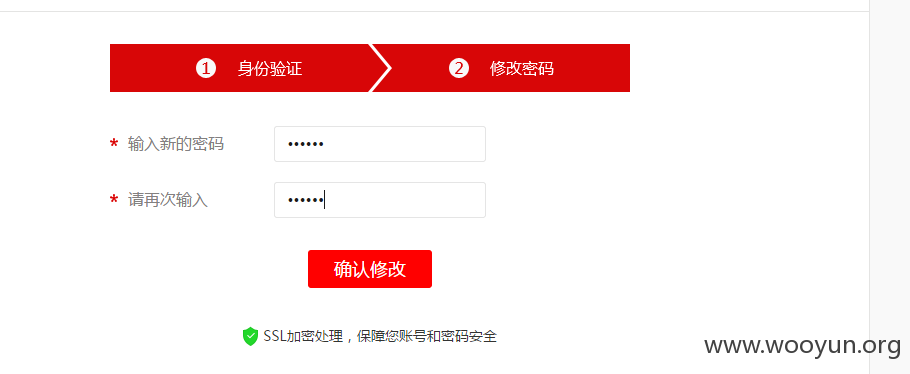 1 身份验证 2 修改密码
* 输入新的密码 ••••••
* 请再次输入 ••••••
确认修改
SSL加密处理，保障您账号和密码安全
www.wooyun.org